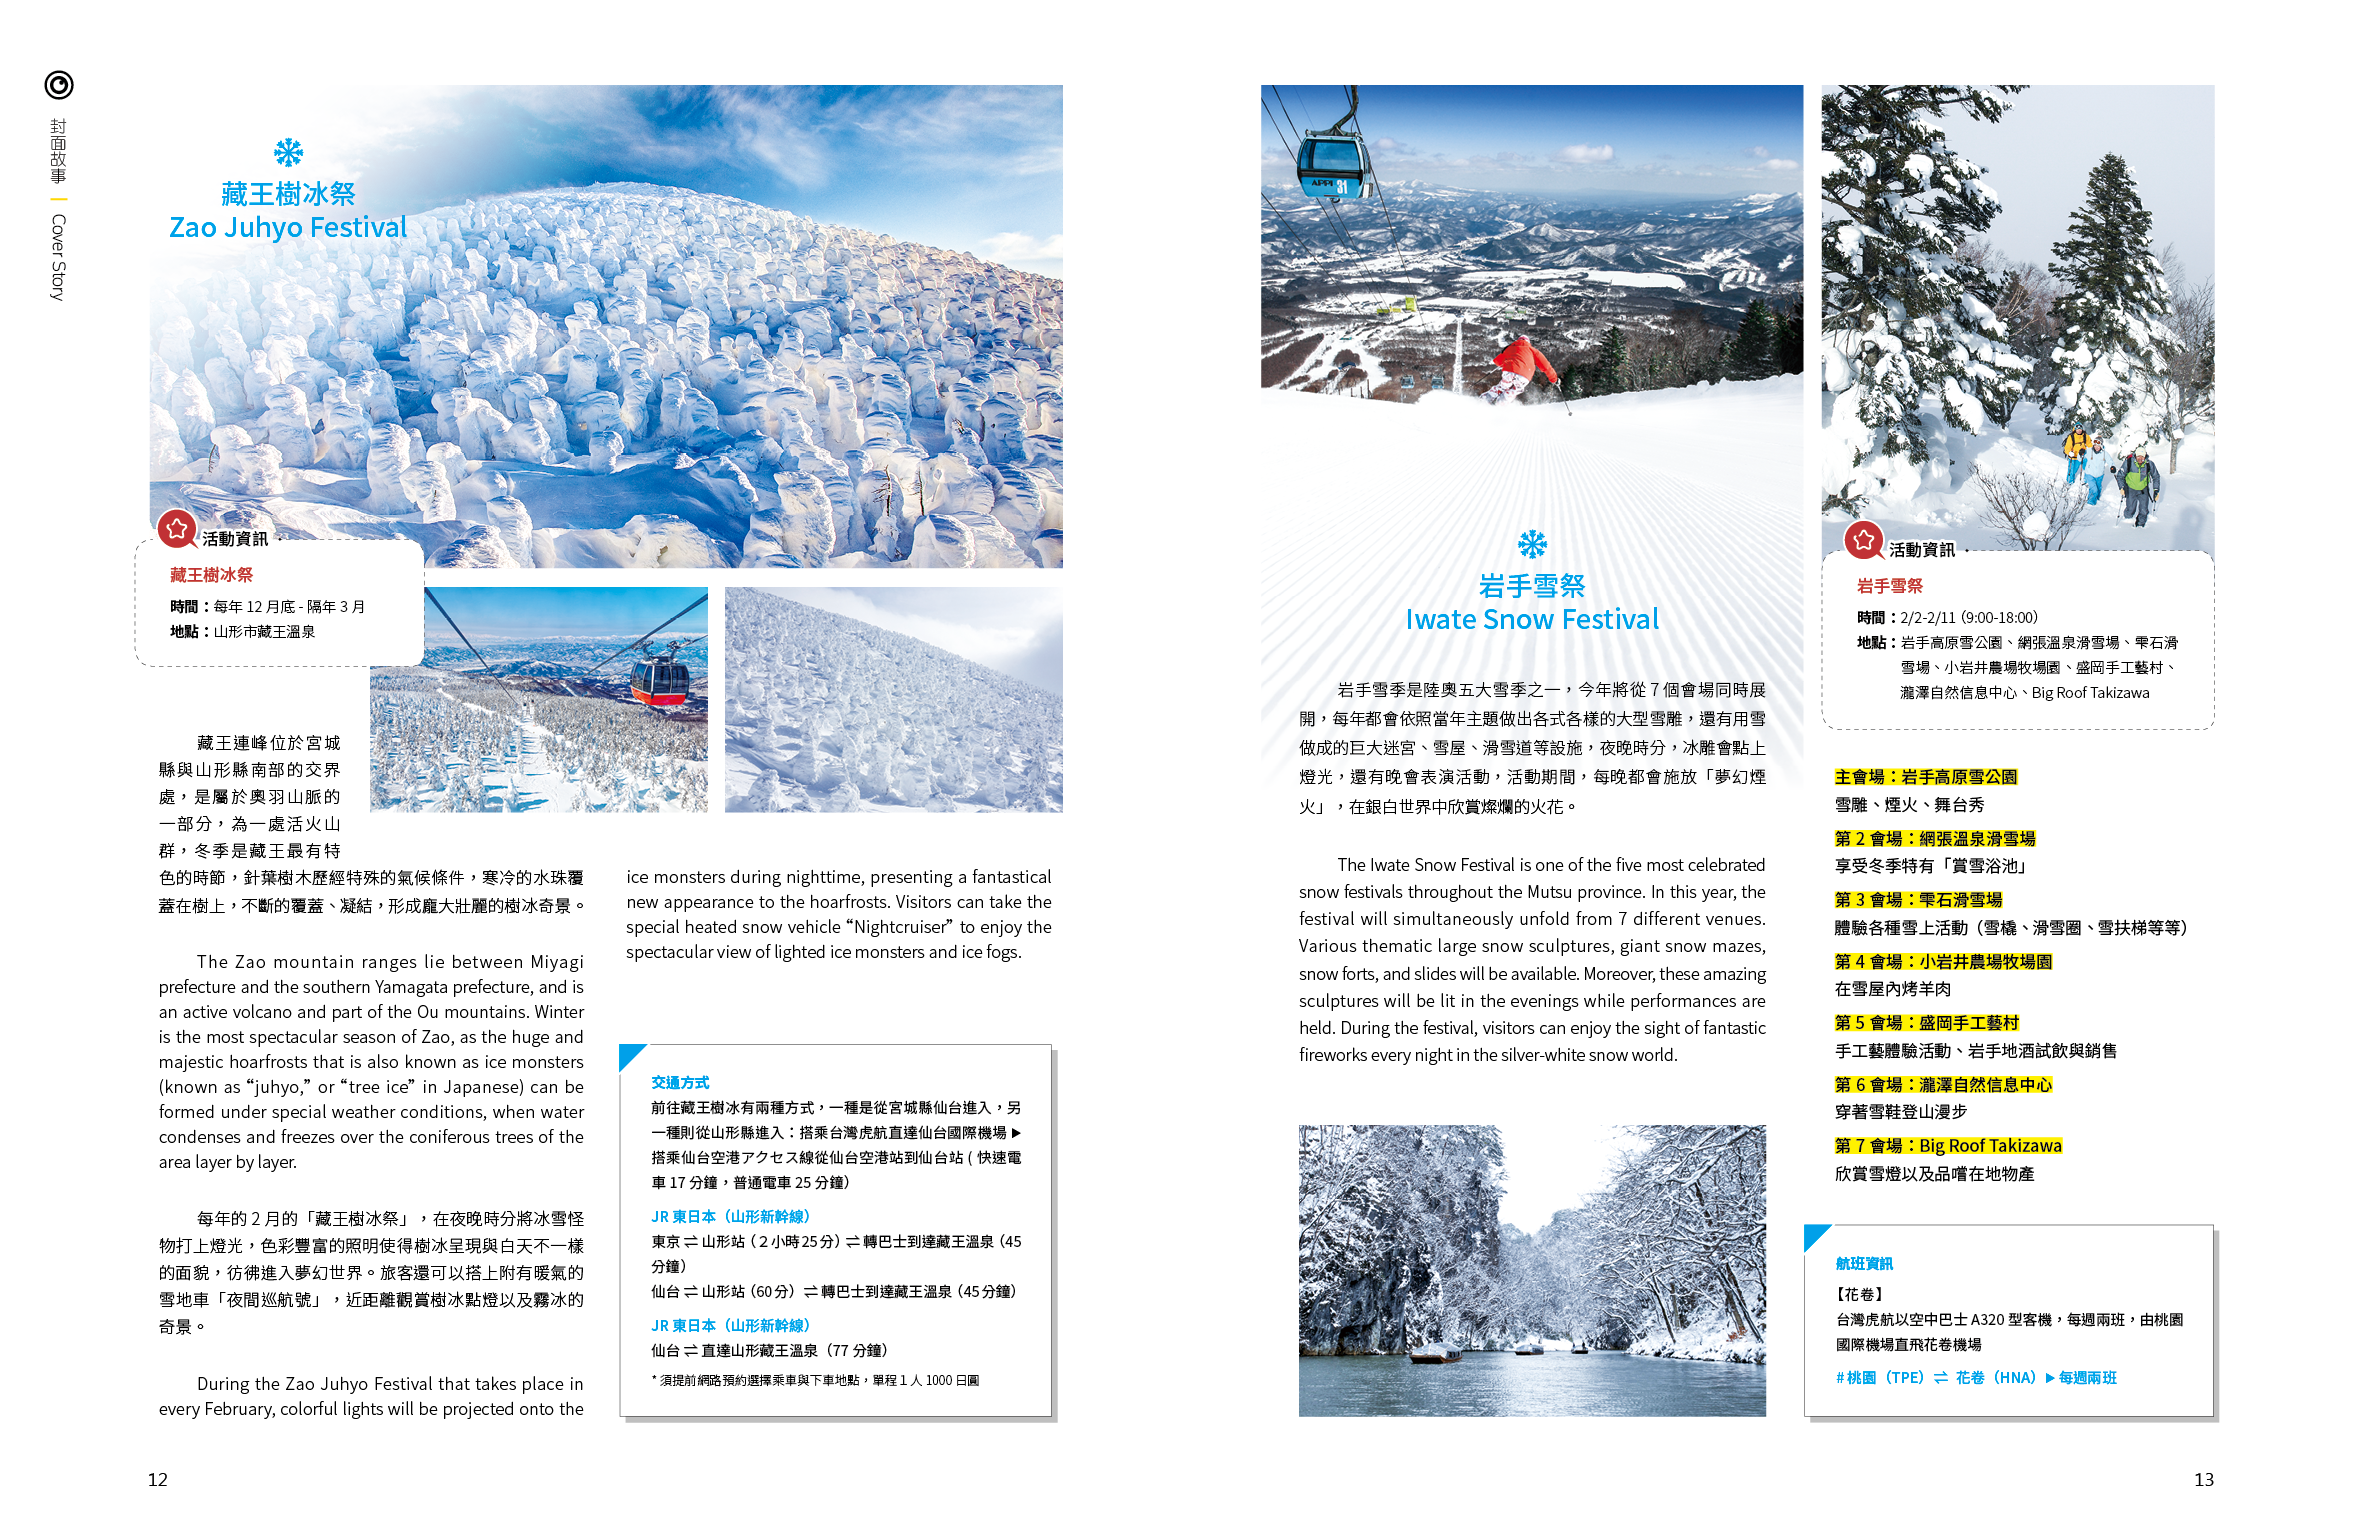 封面故事 | Cover Story
藏王樹冰祭
Zao Juhyo Festival
活動資訊
藏王樹冰祭
時間：每年 12 月底 - 隔年 3 月
地點：山形市藏王溫泉
藏王連峰位於宮城
縣與山形縣南部的交界
處，是屬於奧羽山脈的
一部分，為一處活火山
群，冬季是藏王最有特
色的時節，針葉樹木歷經特殊的氣候條件，寒冷的水珠覆
蓋在樹上，不斷的覆蓋、凝結，形成龐大壯麗的樹冰奇景。
The Zao mountain ranges lie between Miyagi
prefecture and the southern Yamagata prefecture, and is
an active volcano and part of the Ou mountains. Winter
is the most spectacular season of Zao, as the huge and
majestic hoarfrosts that is also known as ice monsters
(known as “juhyo,” or “tree ice” in Japanese) can be
formed under special weather conditions, when water
condenses and freezes over the coniferous trees of the
area layer by layer.
每年的 2 月的「藏王樹冰祭」，在夜晚時分將冰雪怪
物打上燈光，色彩豐富的照明使得樹冰呈現與白天不一樣
的面貌，彷彿進入夢幻世界。旅客還可以搭上附有暖氣的
雪地車「夜間巡航號」，近距離觀賞樹冰點燈以及霧冰的
奇景。
During the Zao Juhyo Festival that takes place in
every February, colorful lights will be projected onto the
ice monsters during nighttime, presenting a fantastical
new appearance to the hoarfrosts. Visitors can take the
special heated snow vehicle “Nightcruiser” to enjoy the
spectacular view of lighted ice monsters and ice fogs.
交通方式
前往藏王樹冰有兩種方式，一種是從宮城縣仙台進入，另
一種則從山形縣進入：搭乘台灣虎航直達仙台國際機場 ▶
搭乘仙台空港アクセス線從仙台空港站到仙台站 ( 快速電
車 17 分鐘，普通電車 25 分鐘）
JR 東日本（山形新幹線）
東京 ⇌ 山形站（2 小時 25 分）⇌ 轉巴士到達藏王溫泉（45
分鐘）
仙台 ⇌ 山形站（60 分）⇌ 轉巴士到達藏王溫泉（45 分鐘）
JR 東日本（山形新幹線）
仙台 ⇌ 直達山形藏王溫泉（77 分鐘）
* 須提前網路預約選擇乘車與下車地點，單程 1 人 1000 日圓
12
APPI 31
岩手雪祭
Iwate Snow Festival
岩手雪季是陸奧五大雪季之一，今年將從 7 個會場同時展
開，每年都會依照當年主題做出各式各樣的大型雪雕，還有用雪
做成的巨大迷宮、雪屋、滑雪道等設施，夜晚時分，冰雕會點上
燈光，還有晚會表演活動，活動期間，每晚都會施放「夢幻煙
火」，在銀白世界中欣賞燦爛的火花。
The Iwate Snow Festival is one of the five most celebrated
snow festivals throughout the Mutsu province. In this year, the
festival will simultaneously unfold from 7 different venues.
Various thematic large snow sculptures, giant snow mazes,
snow forts, and slides will be available. Moreover, these amazing
sculptures will be lit in the evenings while performances are
held. During the festival, visitors can enjoy the sight of fantastic
fireworks every night in the silver-white snow world.
活動資訊
岩手雪祭
時間：2/2-2/11（9:00-18:00）
地點：岩手高原雪公園、網張溫泉滑雪場、雫石滑
雪場、小岩井農場牧場園、盛岡手工藝村、
瀧澤自然信息中心、Big Roof Takizawa
主會場：岩手高原雪公園
雪雕、煙火、舞台秀
第 2 會場：網張溫泉滑雪場
享受冬季特有「賞雪浴池」
第 3 會場：雫石滑雪場
體驗各種雪上活動（雪橇、滑雪圈、雪扶梯等等）
第 4 會場：小岩井農場牧場園
在雪屋內烤羊肉
第 5 會場：盛岡手工藝村
手工藝體驗活動、岩手地酒試飲與銷售
第 6 會場：瀧澤自然信息中心
穿著雪鞋登山漫步
第 7 會場：Big Roof Takizawa
欣賞雪燈以及品嚐在地物產
航班資訊
【花卷】
台灣虎航以空中巴士 A320 型客機，每週兩班，由桃園
國際機場直飛花卷機場
# 桃園（TPE）⇌ 花卷（HNA）▶ 每週兩班
13